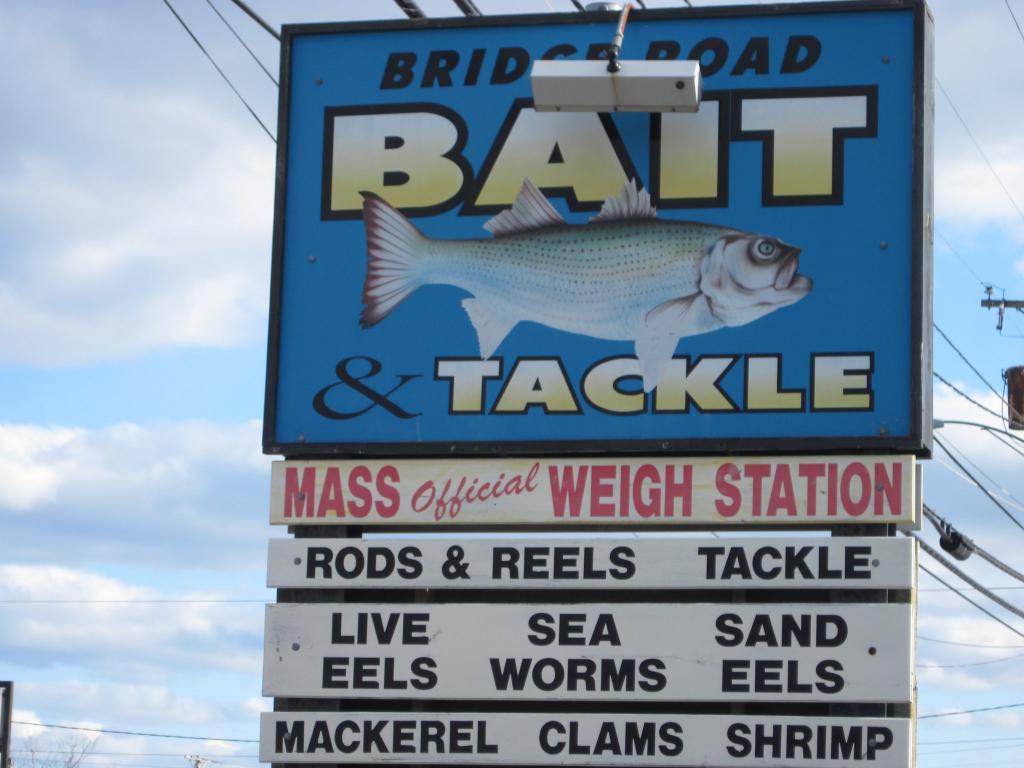 BRIDGE ROAD
BAIT
& TACKLE
MASS Official WEIGH STATION
RODS & REELS TACKLE
LIVE SEA SAND
EELS WORMS EELS
MACKEREL CLAMS SHRIMP